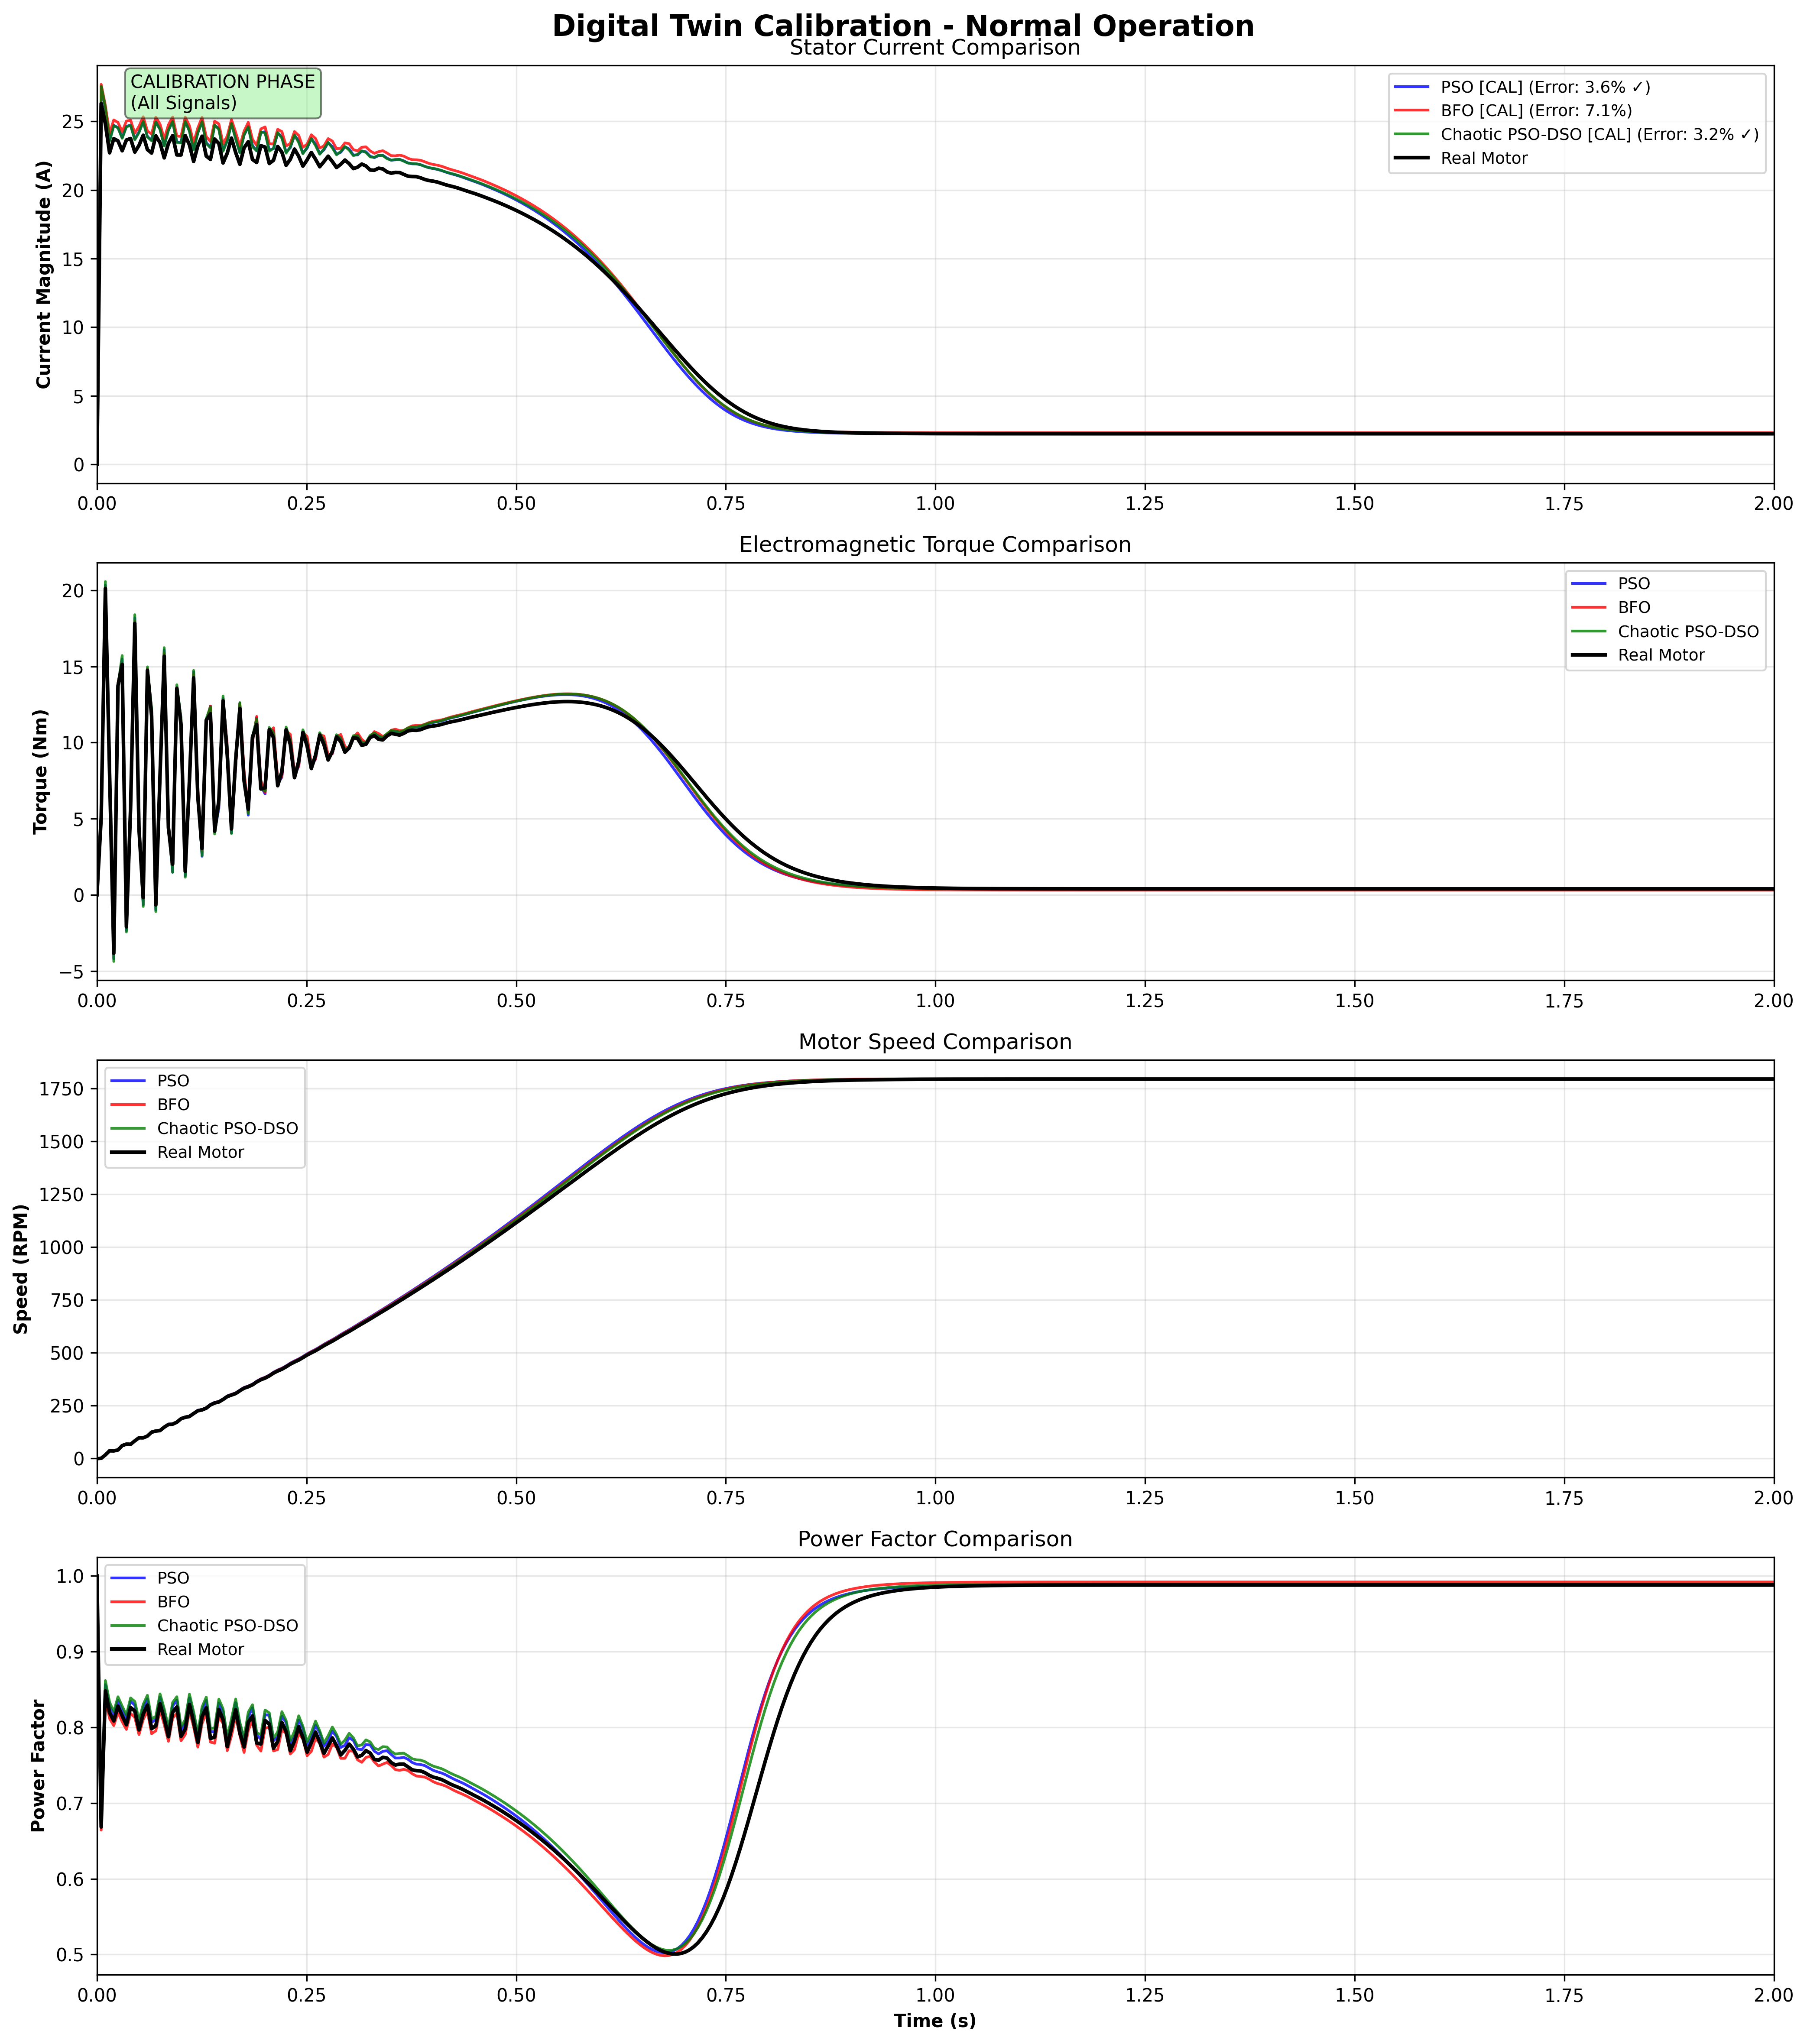 Digital Twin Calibration - Normal Operation
Stator Current Comparison
CALIBRATION PHASE
(All Signals)
PSO [CAL] (Error: 3.6% ✓)
BFO [CAL] (Error: 7.1%)
Chaotic PSO-DSO [CAL] (Error: 3.2% ✓)
Real Motor
Current Magnitude (A)
25
20
15
10
5
0
0.00 0.25 0.50 0.75 1.00 1.25 1.50 1.75 2.00
Electromagnetic Torque Comparison
PSO
BFO
Chaotic PSO-DSO
Real Motor
Torque (Nm)
20
15
10
5
0
−5
0.00 0.25 0.50 0.75 1.00 1.25 1.50 1.75 2.00
Motor Speed Comparison
PSO
BFO
Chaotic PSO-DSO
Real Motor
Speed (RPM)
1750
1500
1250
1000
750
500
250
0
0.00 0.25 0.50 0.75 1.00 1.25 1.50 1.75 2.00
Power Factor Comparison
PSO
BFO
Chaotic PSO-DSO
Real Motor
Power Factor
1.0
0.9
0.8
0.7
0.6
0.5
0.00 0.25 0.50 0.75 1.00 1.25 1.50 1.75 2.00
Time (s)